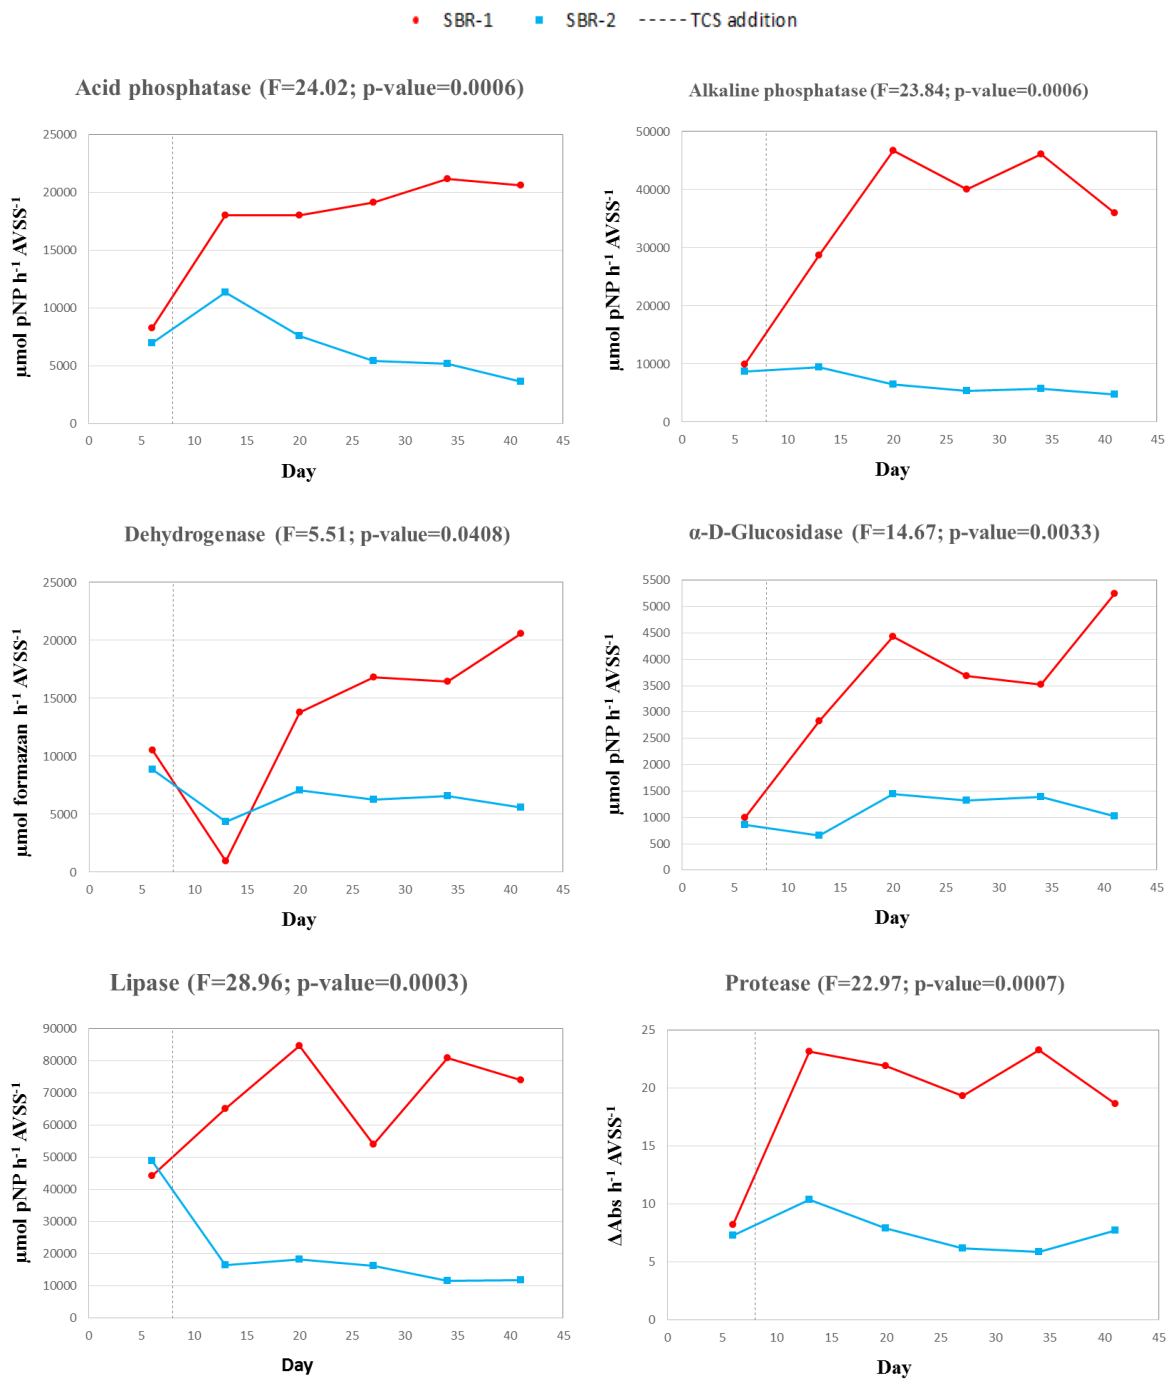 SBR-1 SBR-2 ----- TCS addition
Acid phosphatase (F=24.02; p-value=0.0006)
µmol pNP h⁻¹ AVSS⁻¹
25000
20000
15000
10000
5000
0
0 5 10 15 20 25 30 35 40 45
Day
Alkaline phosphatase (F=23.84; p-value=0.0006)
µmol pNP h⁻¹ AVSS⁻¹
50000
40000
30000
20000
10000
0
0 5 10 15 20 25 30 35 40 45
Day
Dehydrogenase (F=5.51; p-value=0.0408)
µmol formazan h⁻¹ AVSS⁻¹
25000
20000
15000
10000
5000
0
0 5 10 15 20 25 30 35 40 45
Day
α-D-Glucosidase (F=14.67; p-value=0.0033)
µmol pNP h⁻¹ AVSS⁻¹
5500
5000
4500
4000
3500
3000
2500
2000
1500
1000
500
0
0 5 10 15 20 25 30 35 40 45
Day
Lipase (F=28.96; p-value=0.0003)
µmol pNP h⁻¹ AVSS⁻¹
90000
80000
70000
60000
50000
40000
30000
20000
10000
0
0 5 10 15 20 25 30 35 40 45
Day
Protease (F=22.97; p-value=0.0007)
ΔAbs h⁻¹ AVSS⁻¹
25
20
15
10
5
0
0 5 10 15 20 25 30 35 40 45
Day